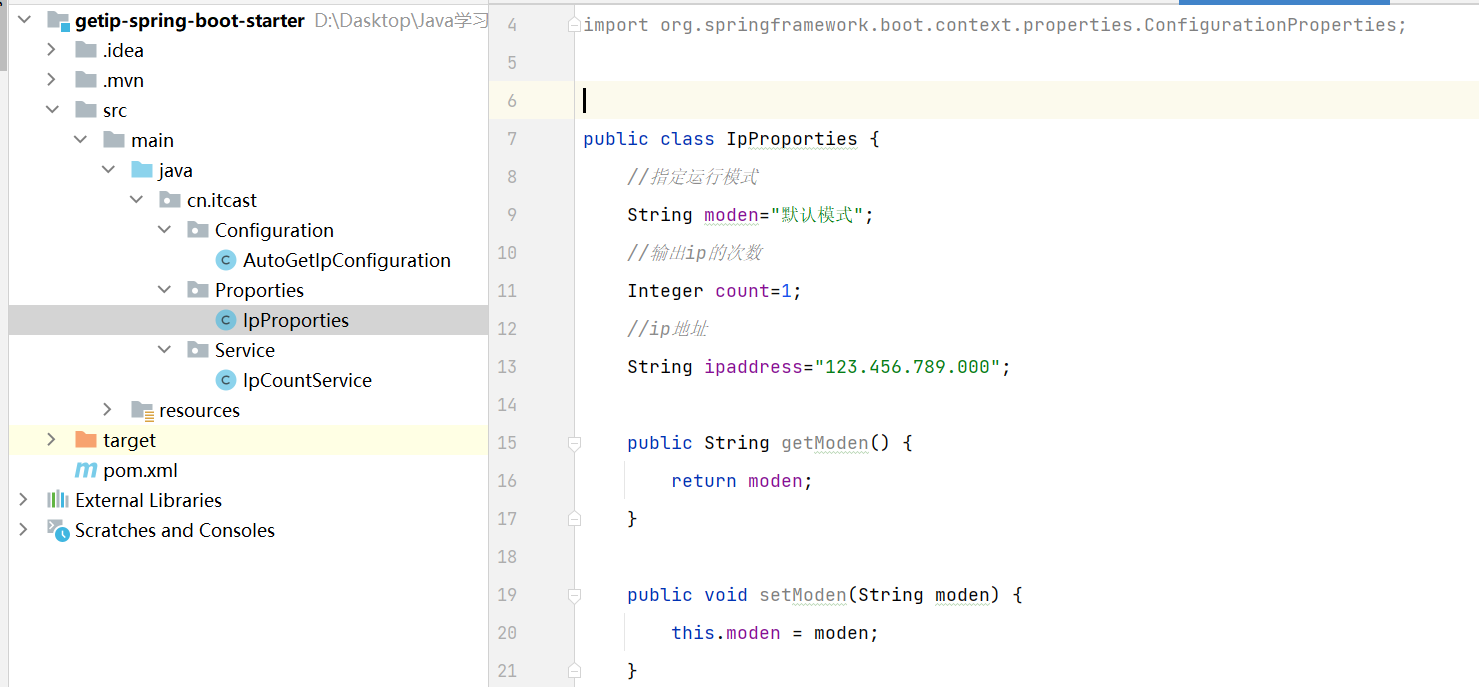 getip-spring-boot-starter D:\Dasktop\Java学习
.idea
.mvn
src
main
java
cn.itcast
Configuration
AutoGetIpConfiguration
Proporties
IpProporties
Service
IpCountService
resources
target
pom.xml
External Libraries
Scratches and Consoles
4 import org.springframework.boot.context.properties.ConfigurationProperties;
5
6
7 public class IpProporties {
8 //指定运行模式
9 String moden="默认模式";
10 //输出ip的次数
11 Integer count=1;
12 //ip地址
13 String ipaddress="123.456.789.000";
14
15 public String getModen() {
16 return moden;
17 }
18
19 public void setModen(String moden) {
20 this.moden = moden;
21 }